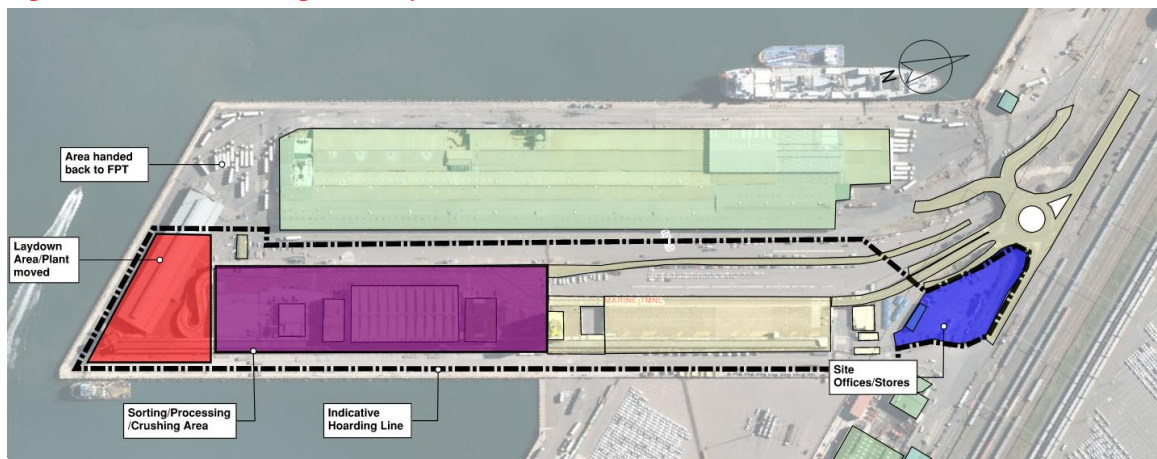 N
Area handed
back to FPT
Laydown
Area/Plant
moved
MARINE TMNL
Sorting/Processing
/Crushing Area
Indicative
Hoarding Line
Site
Offices/Stores